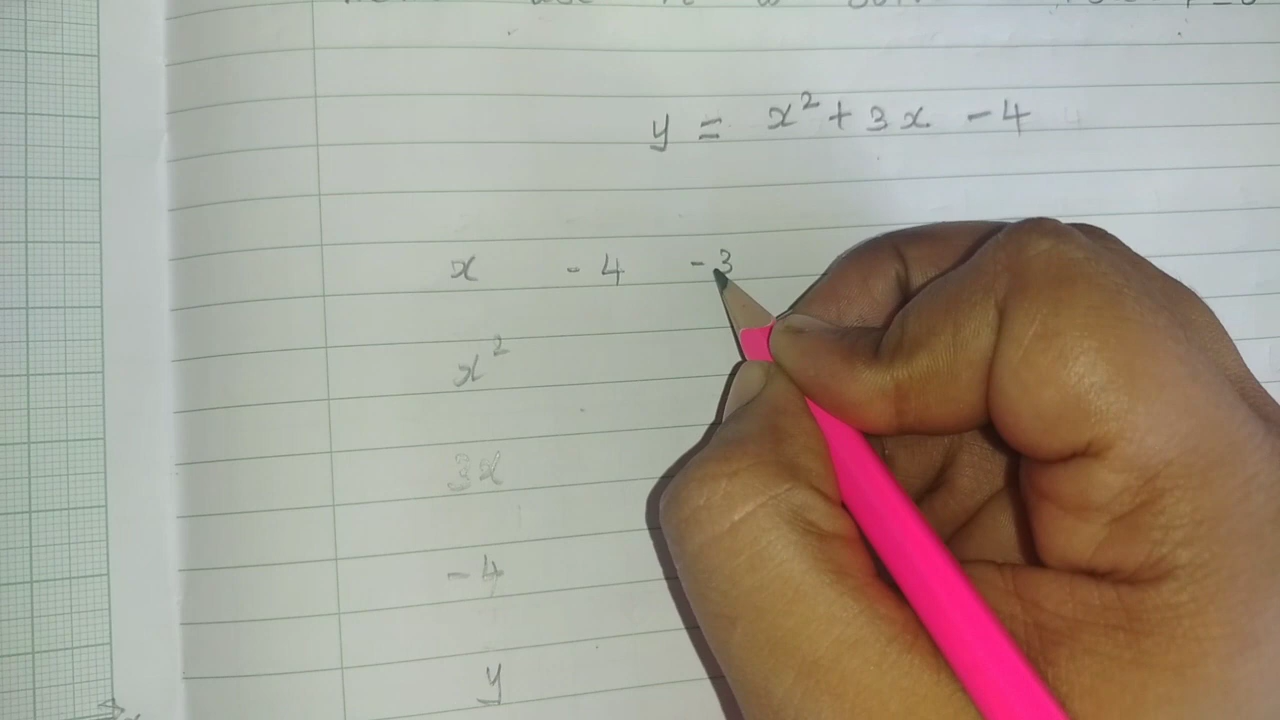 y = x² + 3x - 4
x - 4 - 3
x²
3x
- 4
y